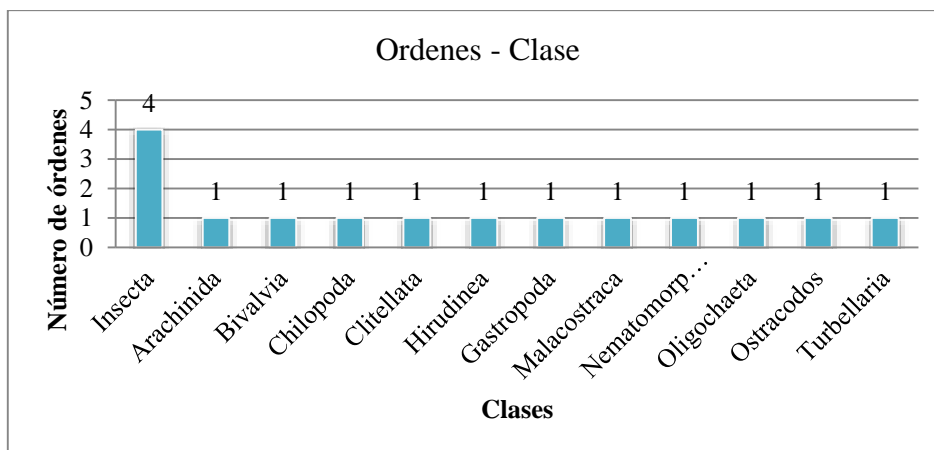 Ordenes - Clase
Número de órdenes
5
4
3
2
1
0
4
1
1
1
1
1
1
1
1
1
1
1
Insecta
Arachinida
Bivalvia
Chilopoda
Clitellata
Hirudinea
Gastropoda
Malacostraca
Nematomorp…
Oligochaeta
Ostracodos
Turbellaria
Clases